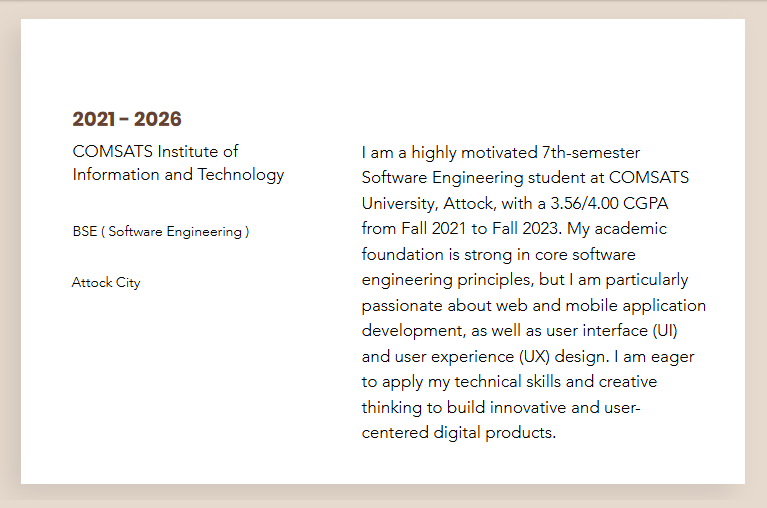 2021 - 2026
COMSATS Institute of
Information and Technology
BSE ( Software Engineering )
Attock City
I am a highly motivated 7th-semester
Software Engineering student at COMSATS
University, Attock, with a 3.56/4.00 CGPA
from Fall 2021 to Fall 2023. My academic
foundation is strong in core software
engineering principles, but I am particularly
passionate about web and mobile application
development, as well as user interface (UI)
and user experience (UX) design. I am eager
to apply my technical skills and creative
thinking to build innovative and user-
centered digital products.